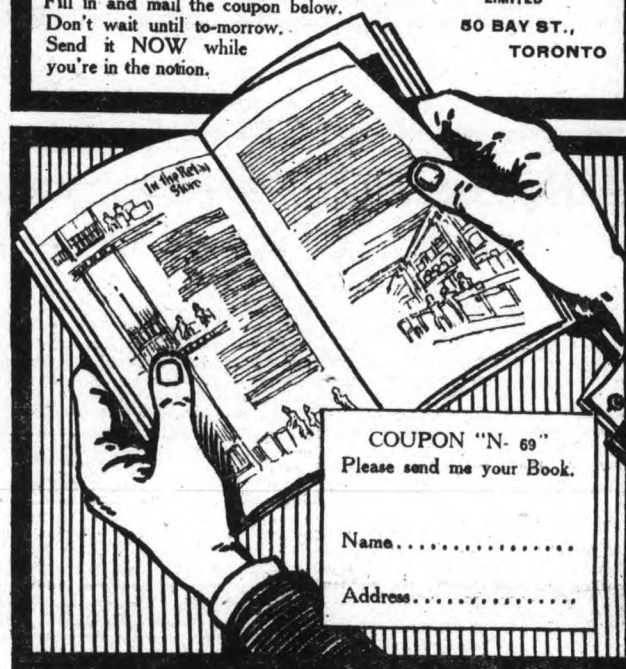 Fill in and mail the coupon below.
Don't wait until to-morrow.
Send it NOW while
you're in the notion.
LIMITED
50 BAY ST.,
TORONTO
In the Retail
Store
COUPON "N- 69"
Please send me your Book.
Name................
Address................